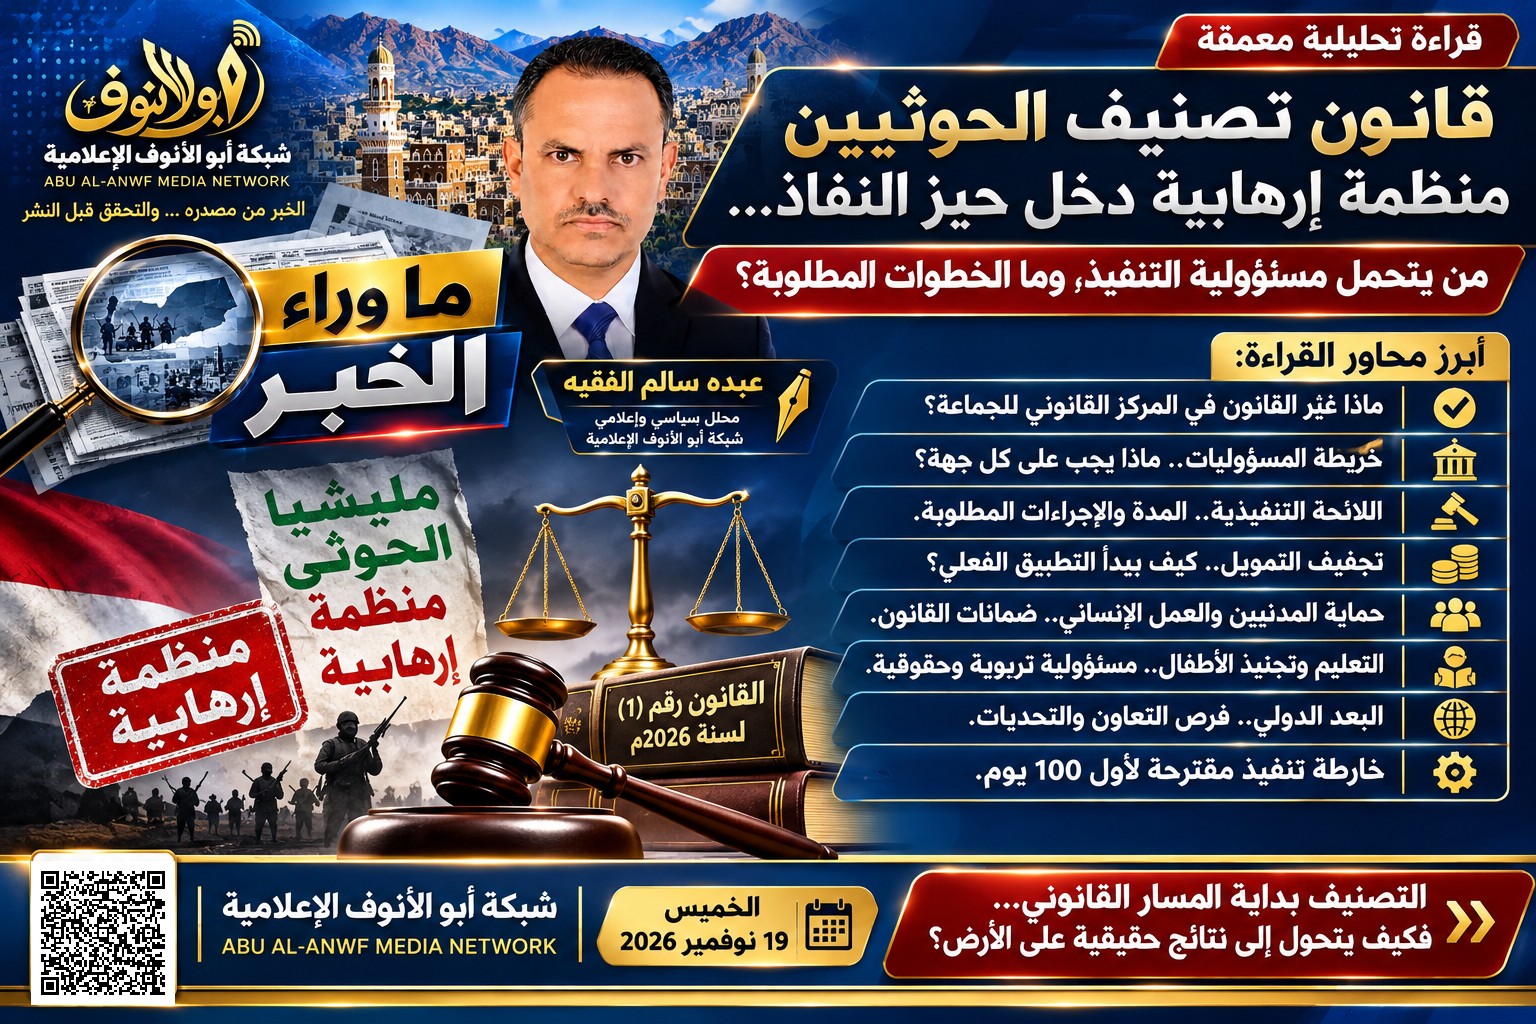 أبو الأنوف
شبكة أبو الأنوف الإعلامية
ABU AL-ANWF MEDIA NETWORK
الخبر من مصدره ... والتحقق قبل النشر
قراءة تحليلية معمقة
قانون تصنيف الحوثيين
منظمة إرهابية دخل حيز النفاذ...
من يتحمل مسئؤولية التنفيذ، وما الخطوات المطلوبة؟
ما وراء
الخبر
عبده سالم الفقيه
محلل سياسي وإعلامي
شبكة أبو الأنوف الإعلامية
أبرز محاور القراءة:
ماذا غيّر القانون في المركز القانوني للجماعة؟
خريطة المسؤوليات.. ماذا يجب على كل جهة؟
اللائحة التنفيذية.. المدة والإجراءات المطلوبة.
تجفيف التمويل.. كيف يبدأ التطبيق الفعلي؟
حماية المدنيين والعمل الإنساني.. ضمانات القانون.
التعليم وتجنيذ الأطفال.. مسئؤولية تربوية وحقوقية.
البعد الدولي.. فرص التعاون والتحديات.
خارطة تنفيذ مقترحة لأول 100 يوم.
مليشيا
الحوثي
منظمة
إرهابية
منظمة
إرهابية
القانون رقم (1)
لسنة 2026م
شبكة أبو الأنوف الإعلامية
ABU AL-ANWF MEDIA NETWORK
الخميس
19 نوفمبر 2026
التصنيف بداية المسار القانوني...
فكيف يتحول إلى نتائج حقيقية على الأرض؟